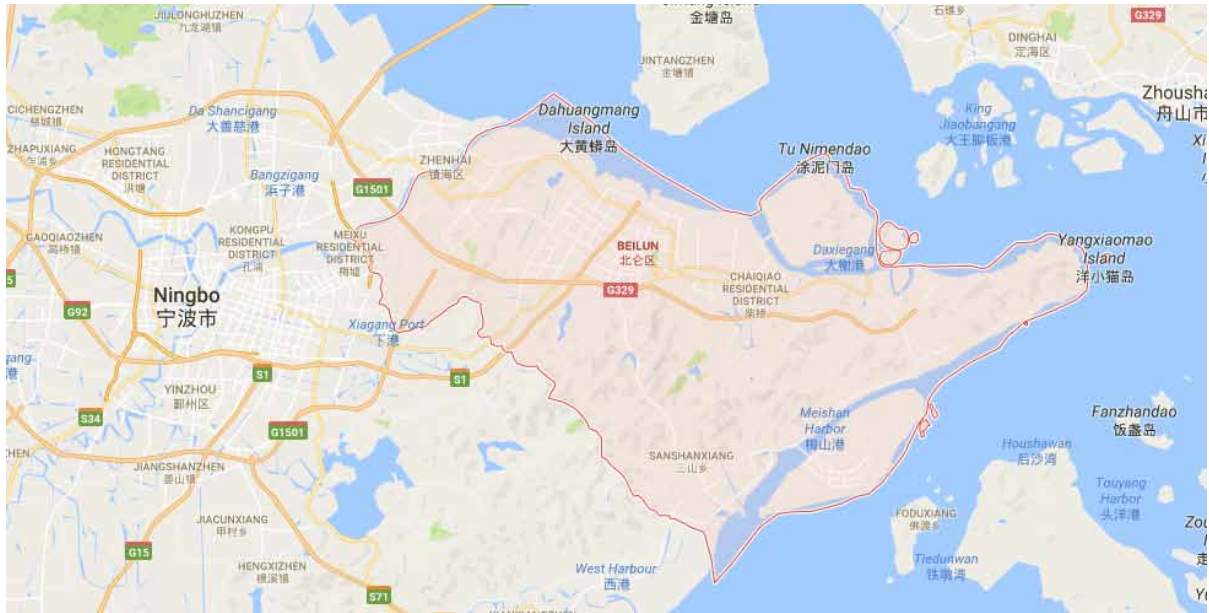 JIULONGHUZHEN
九龙湖镇
金塘岛
石礁乡
G329
DINGHAI
定海区
JINTANGZHEN
金塘镇
CICHENGZHEN
慈城镇
Da Shancigang
大善慈港
Dahuangmang
Island
大黄蟒岛
King
Jiaobangang
大王脚板港
舟山市
HONGTANG
RESIDENTIAL
DISTRICT
洪塘
ZHENHAI
镇海区
Tu Nimendao
涂泥门岛
Bangzigang
浜子港
G1501
GAOQIAOZHEN
高桥镇
KONGPU
RESIDENTIAL
DISTRICT
孔浦
MEIXU
RESIDENTIAL
DISTRICT
梅墟
BEILUN
北仑区
Daxiegang
大榭港
Yangxiaomao
Island
洋小猫岛
CHAIQIAO
RESIDENTIAL
DISTRICT
柴桥
G329
Ningbo
宁波市
G92
Xiagang Port
下港
S1
S1
YINZHOU
鄞州区
S34
G1501
Meishan
Harbor
梅山港
Fanzhandao
饭盏岛
Houshawan
后沙湾
SANSHANXIANG
三山乡
JIANGSHANZHEN
姜山镇
Touyang
Harbor
头洋港
JIACUNXIANG
甲村乡
FODUXIANG
佛渡乡
G15
HENGXIZHEN
横溪镇
West Harbour
西港
Tiedunwan
铁墩湾
S71